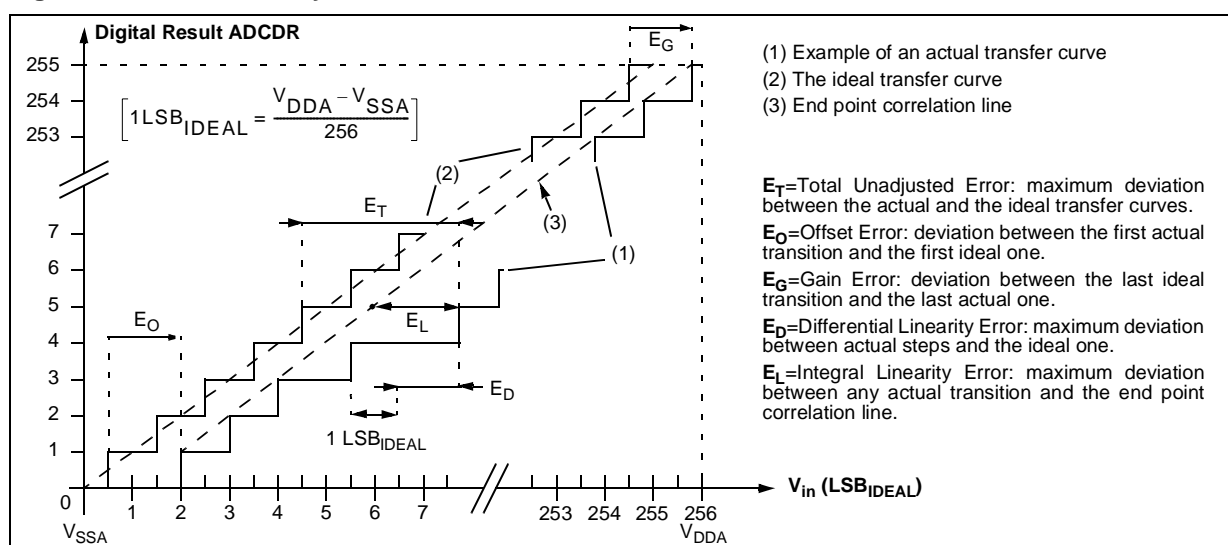 Digital Result ADCDR
E_G
(1) Example of an actual transfer curve
(2) The ideal transfer curve
(3) End point correlation line
255
254
253
1LSB_IDEAL = (V_DDA – V_SSA) / 256
(2)
E_T
(3)
(1)
E_T=Total Unadjusted Error: maximum deviation
between the actual and the ideal transfer curves.
E_O=Offset Error: deviation between the first actual
transition and the first ideal one.
E_G=Gain Error: deviation between the last ideal
transition and the last actual one.
E_D=Differential Linearity Error: maximum deviation
between actual steps and the ideal one.
E_L=Integral Linearity Error: maximum deviation
between any actual transition and the end point
correlation line.
7
6
5
4
3
2
1
0
E_O
E_L
E_D
1 LSB_IDEAL
1 2 3 4 5 6 7 253 254 255 256
V_in (LSB_IDEAL)
V_SSA
V_DDA